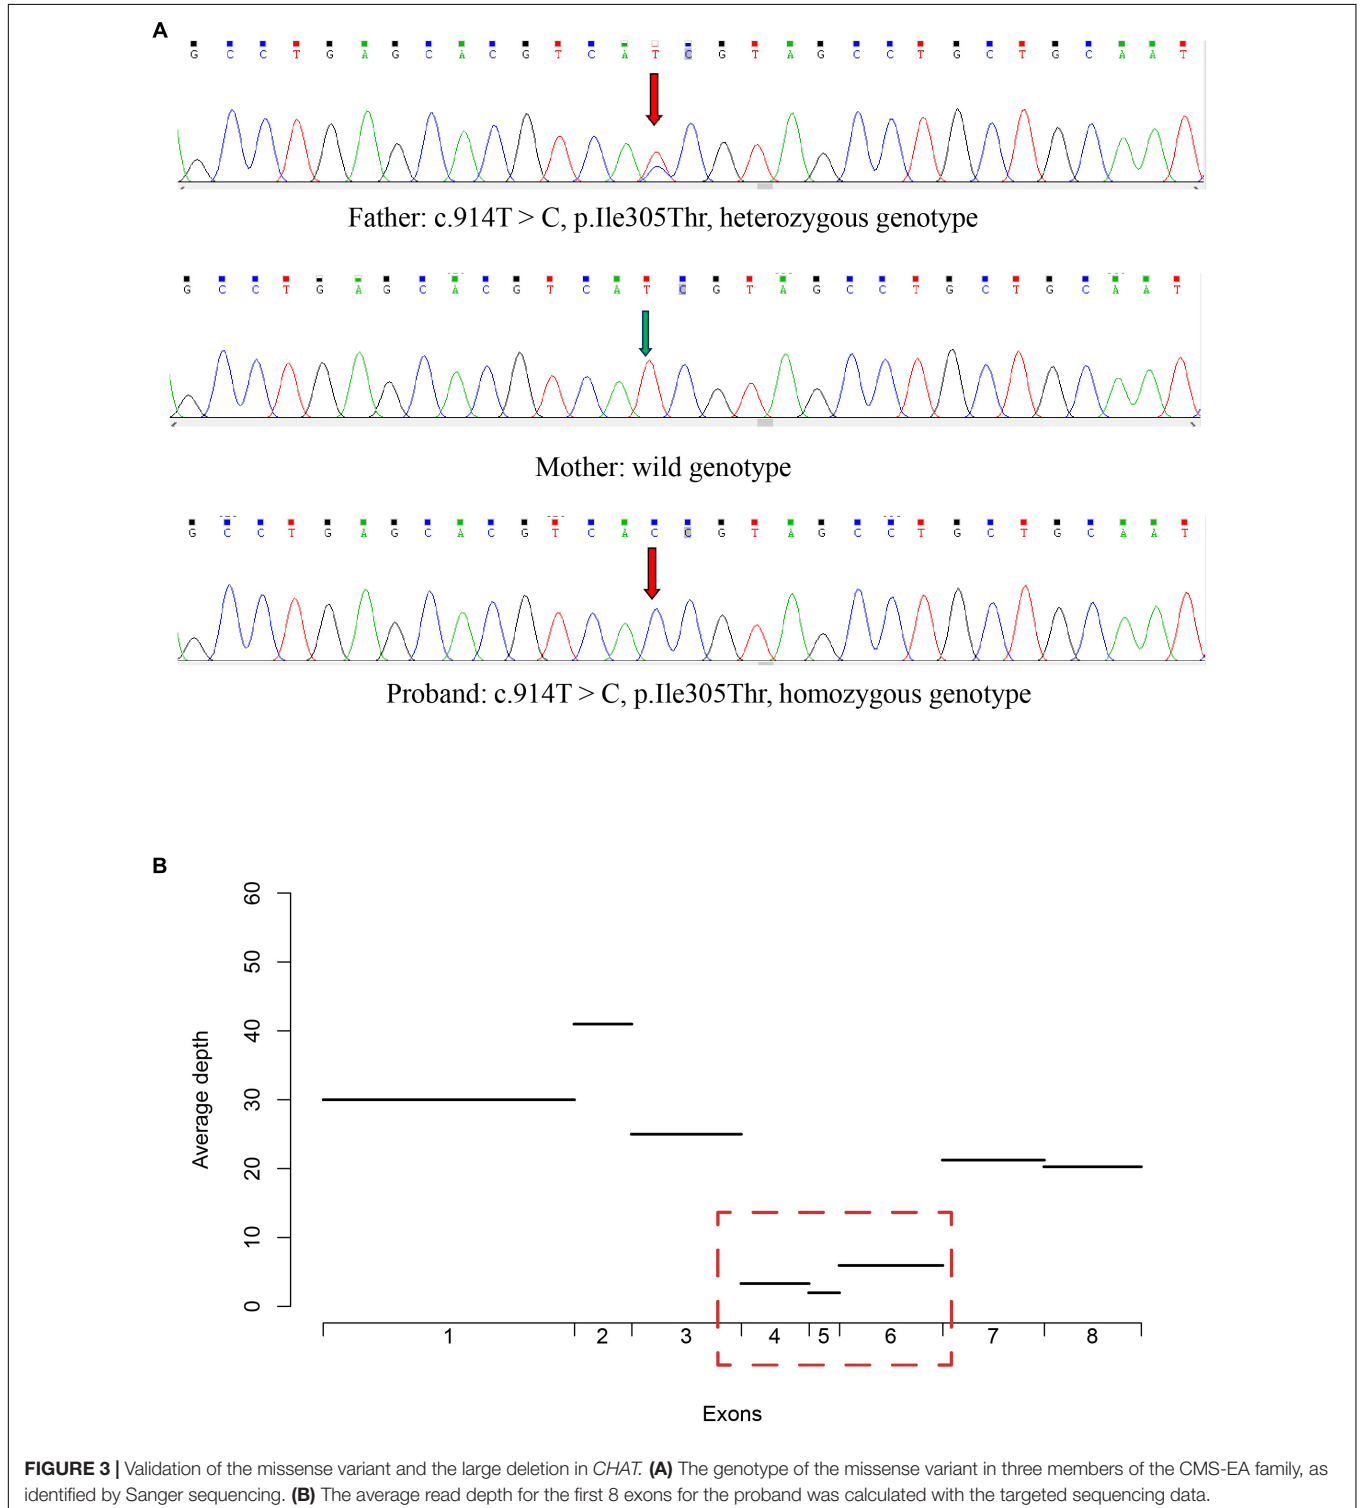 A
G C C T G A G C A C G T C A T C G T A G C C T G C T G C A A T
Father: c.914T > C, p.Ile305Thr, heterozygous genotype
G C C T G A G C A C G T C A T C G T A G C C T G C T G C A A T
Mother: wild genotype
G C C T G A G C A C G T C A C C G T A G C C T G C T G C A A T
Proband: c.914T > C, p.Ile305Thr, homozygous genotype
B
60
50
40
30
20
10
0
Average depth
1 2 3 4 5 6 7 8
Exons
FIGURE 3 | Validation of the missense variant and the large deletion in CHAT. (A) The genotype of the missense variant in three members of the CMS-EA family, as
identified by Sanger sequencing. (B) The average read depth for the first 8 exons for the proband was calculated with the targeted sequencing data.